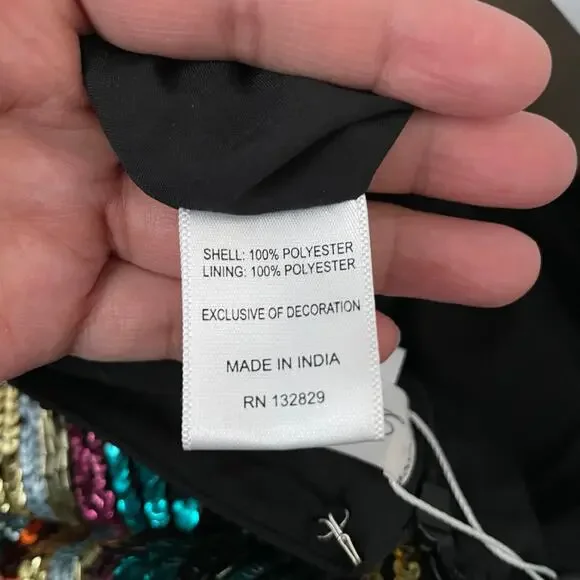 SHELL: 100% POLYESTER
LINING: 100% POLYESTER
EXCLUSIVE OF DECORATION
MADE IN INDIA
RN 132829